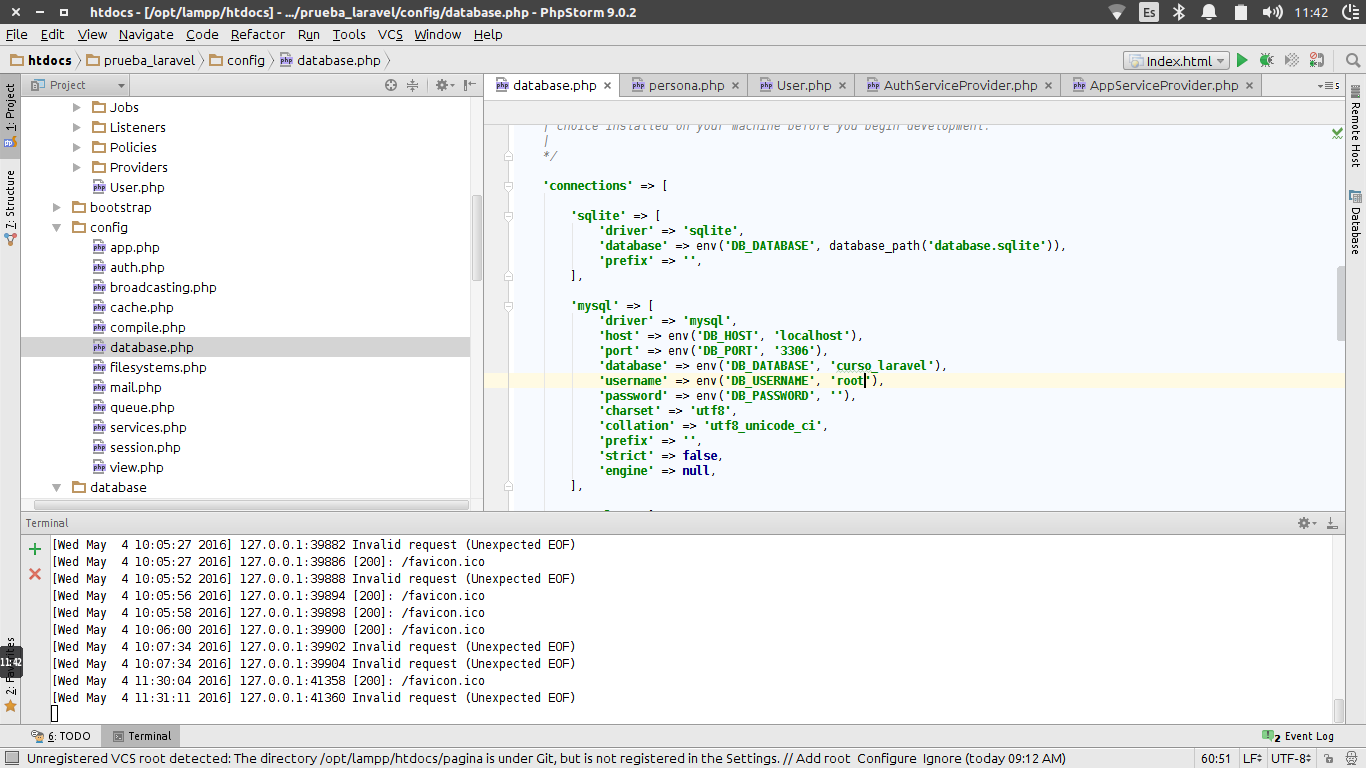 htdocs - [/opt/lampp/htdocs] - .../prueba_laravel/config/database.php - PhpStorm 9.0.2
Es
11:42
File Edit View Navigate Code Refactor Run Tools VCS Window Help
htdocs prueba_laravel config database.php
Index.html
Project
database.php persona.php User.php AuthServiceProvider.php AppServiceProvider.php
1: Project
7: Structure
2: Favorites
11:42
Jobs
Listeners
Policies
Providers
User.php
bootstrap
config
app.php
auth.php
broadcasting.php
cache.php
compile.php
database.php
filesystems.php
mail.php
queue.php
services.php
session.php
view.php
database
| choice installed on your machine before you begin development.
|
*/
'connections' => [
'sqlite' => [
'driver' => 'sqlite',
'database' => env('DB_DATABASE', database_path('database.sqlite')),
'prefix' => '',
],
'mysql' => [
'driver' => 'mysql',
'host' => env('DB_HOST', 'localhost'),
'port' => env('DB_PORT', '3306'),
'database' => env('DB_DATABASE', 'curso_laravel'),
'username' => env('DB_USERNAME', 'root'),
'password' => env('DB_PASSWORD', ''),
'charset' => 'utf8',
'collation' => 'utf8_unicode_ci',
'prefix' => '',
'strict' => false,
'engine' => null,
],
Remote Host
Database
Terminal
[Wed May  4 10:05:27 2016] 127.0.0.1:39882 Invalid request (Unexpected EOF)
[Wed May  4 10:05:27 2016] 127.0.0.1:39886 [200]: /favicon.ico
[Wed May  4 10:05:52 2016] 127.0.0.1:39888 Invalid request (Unexpected EOF)
[Wed May  4 10:05:56 2016] 127.0.0.1:39894 [200]: /favicon.ico
[Wed May  4 10:05:58 2016] 127.0.0.1:39898 [200]: /favicon.ico
[Wed May  4 10:06:00 2016] 127.0.0.1:39900 [200]: /favicon.ico
[Wed May  4 10:07:34 2016] 127.0.0.1:39902 Invalid request (Unexpected EOF)
[Wed May  4 10:07:34 2016] 127.0.0.1:39904 Invalid request (Unexpected EOF)
[Wed May  4 11:30:04 2016] 127.0.0.1:41358 [200]: /favicon.ico
[Wed May  4 11:31:11 2016] 127.0.0.1:41360 Invalid request (Unexpected EOF)
6: TODO Terminal 2 Event Log
Unregistered VCS root detected: The directory /opt/lampp/htdocs/pagina is under Git, but is not registered in the Settings. // Add root Configure Ignore (today 09:12 AM) 60:51 LF UTF-8